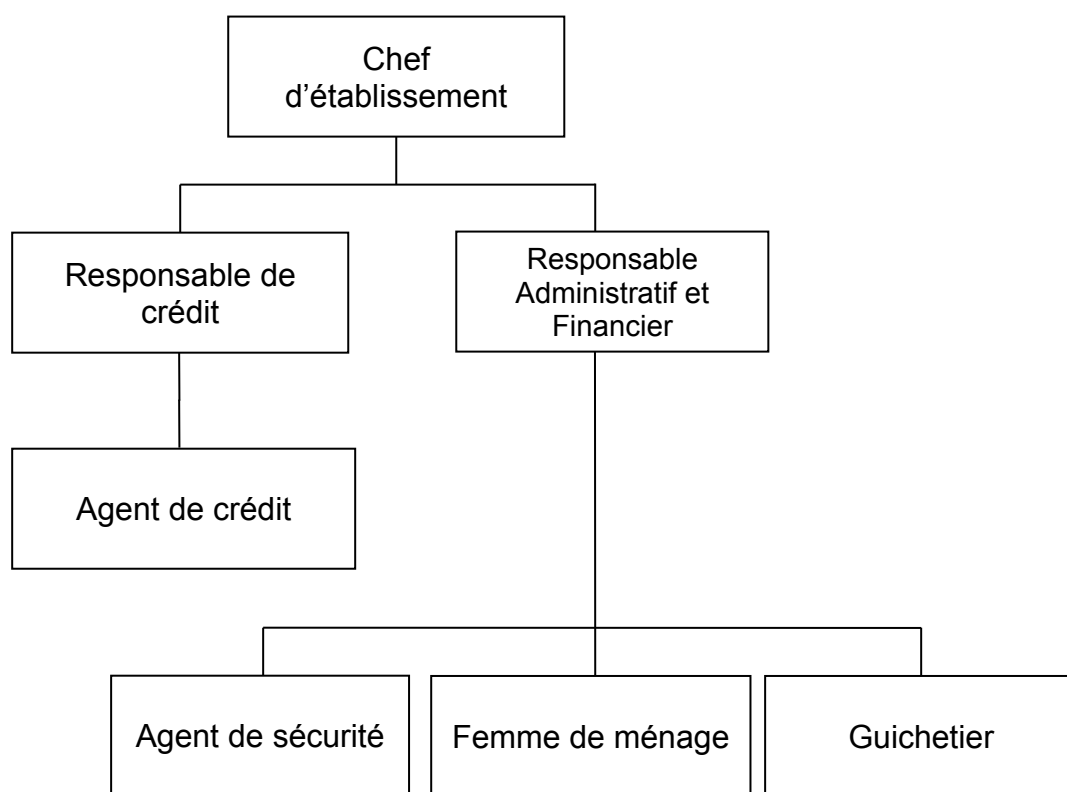 Chef
d'établissement
Responsable de
crédit
Responsable
Administratif et
Financier
Agent de crédit
Agent de sécurité
Femme de ménage
Guichetier